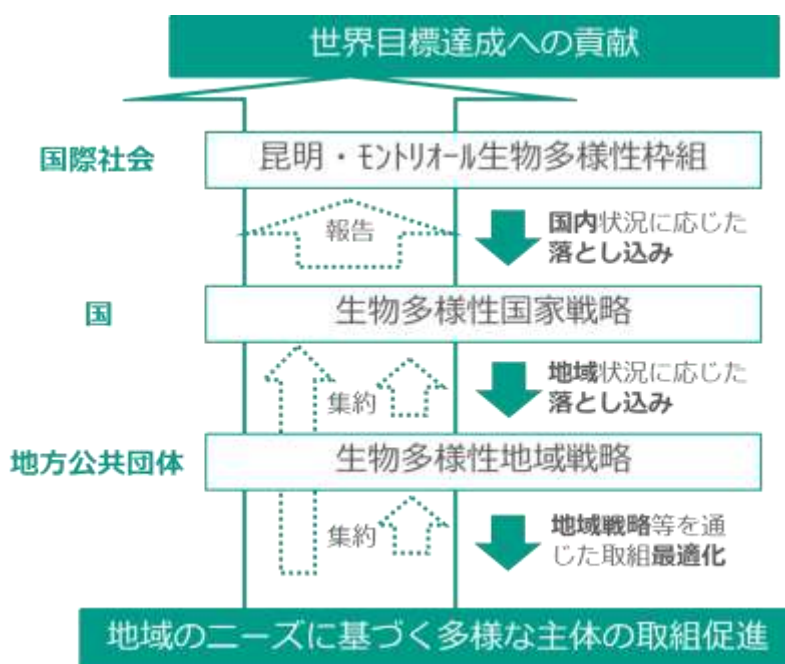 世界目標達成への貢献
国際社会
昆明・ﾓﾝﾄﾘｵｰﾙ生物多様性枠組
報告
国内状況に応じた
落とし込み
国
生物多様性国家戦略
集約
地域状況に応じた
落とし込み
地方公共団体
生物多様性地域戦略
集約
地域戦略等を通
じた取組最適化
地域のニーズに基づく多様な主体の取組促進